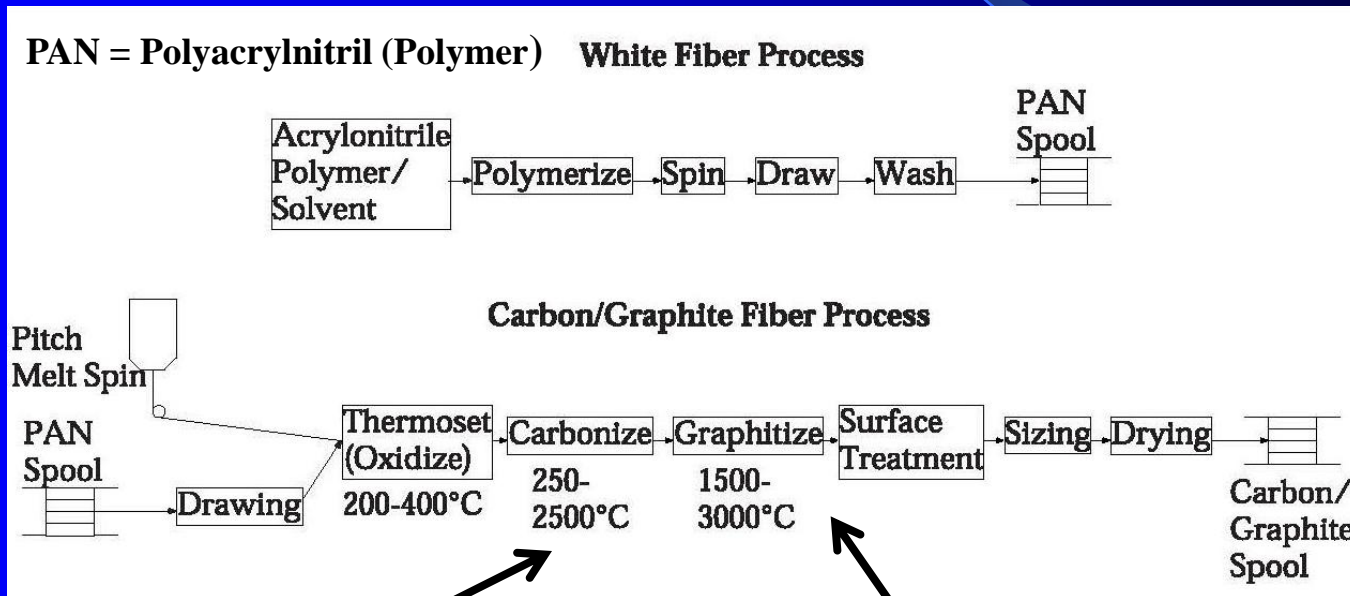 PAN = Polyacrylnitril (Polymer)
White Fiber Process
Acrylonitrile
Polymer/
Solvent
Polymerize
Spin
Draw
Wash
PAN
Spool
Carbon/Graphite Fiber Process
Pitch
Melt Spin
PAN
Spool
Drawing
Thermoset
(Oxidize)
200-400°C
Carbonize
250-
2500°C
Graphitize
1500-
3000°C
Surface
Treatment
Sizing
Drying
Carbon/
Graphite
Spool